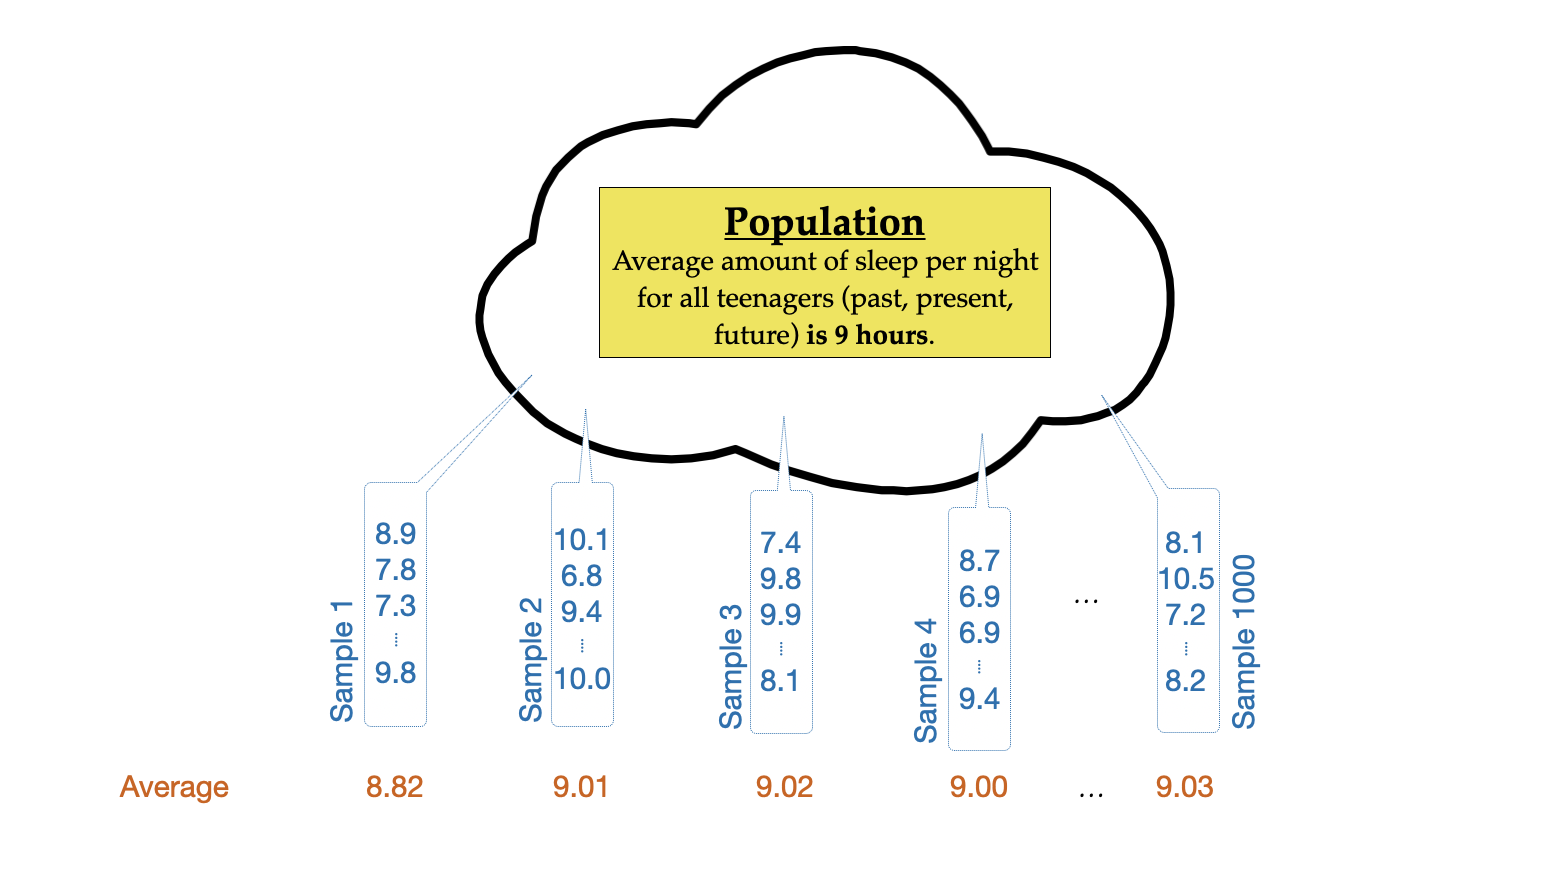 Population
Average amount of sleep per night
for all teenagers (past, present,
future) is 9 hours.
Sample 1
8.9
7.8
7.3
...
9.8
Sample 2
10.1
6.8
9.4
...
10.0
Sample 3
7.4
9.8
9.9
...
8.1
Sample 4
8.7
6.9
6.9
...
9.4
...
8.1
10.5
7.2
...
8.2
Sample 1000
Average 8.82 9.01 9.02 9.00 ... 9.03